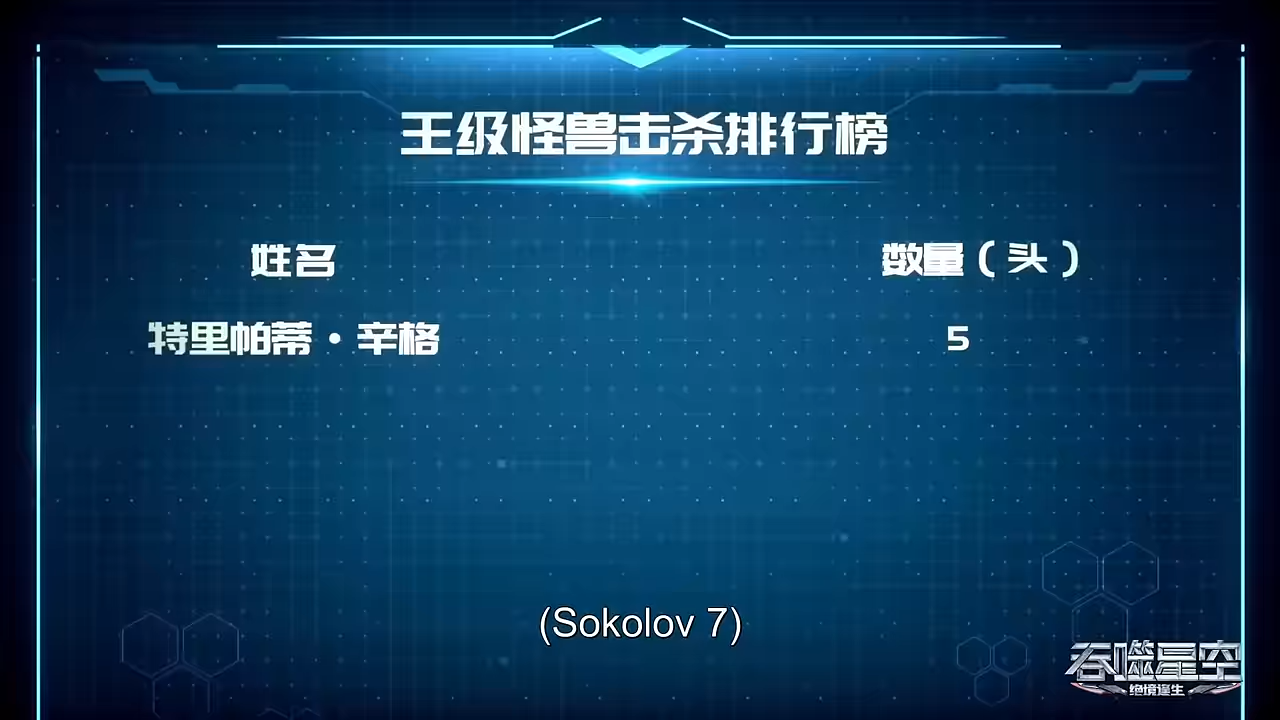 王级怪兽击杀排行榜
姓名 数量(头)
特里帕蒂·辛格 5
(Sokolov 7)
吞噬星空
绝境逢生